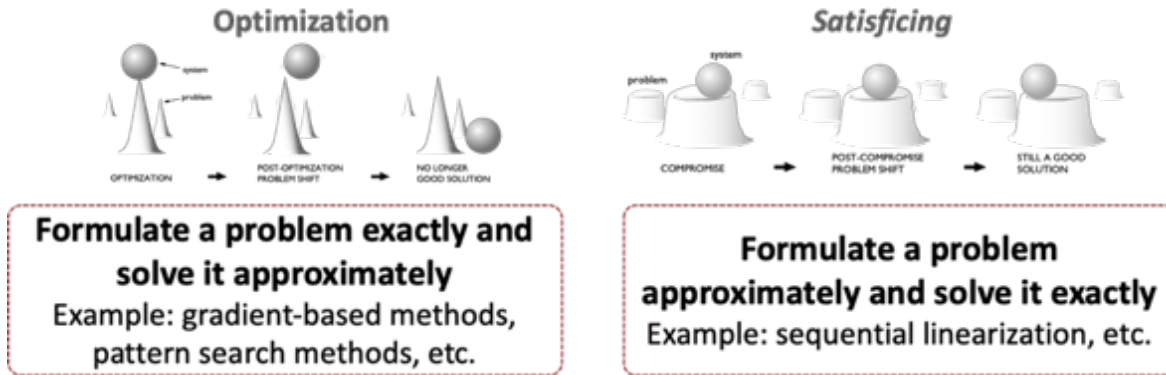 Optimization
system
problem
OPTIMIZATION
POST-OPTIMIZATION
PROBLEM SHIFT
NO LONGER
GOOD SOLUTION
Formulate a problem exactly and
solve it approximately
Example: gradient-based methods,
pattern search methods, etc.
Satisficing
system
problem
COMPROMISE
POST-COMPROMISE
PROBLEM SHIFT
STILL A GOOD
SOLUTION
Formulate a problem
approximately and solve it exactly
Example: sequential linearization, etc.